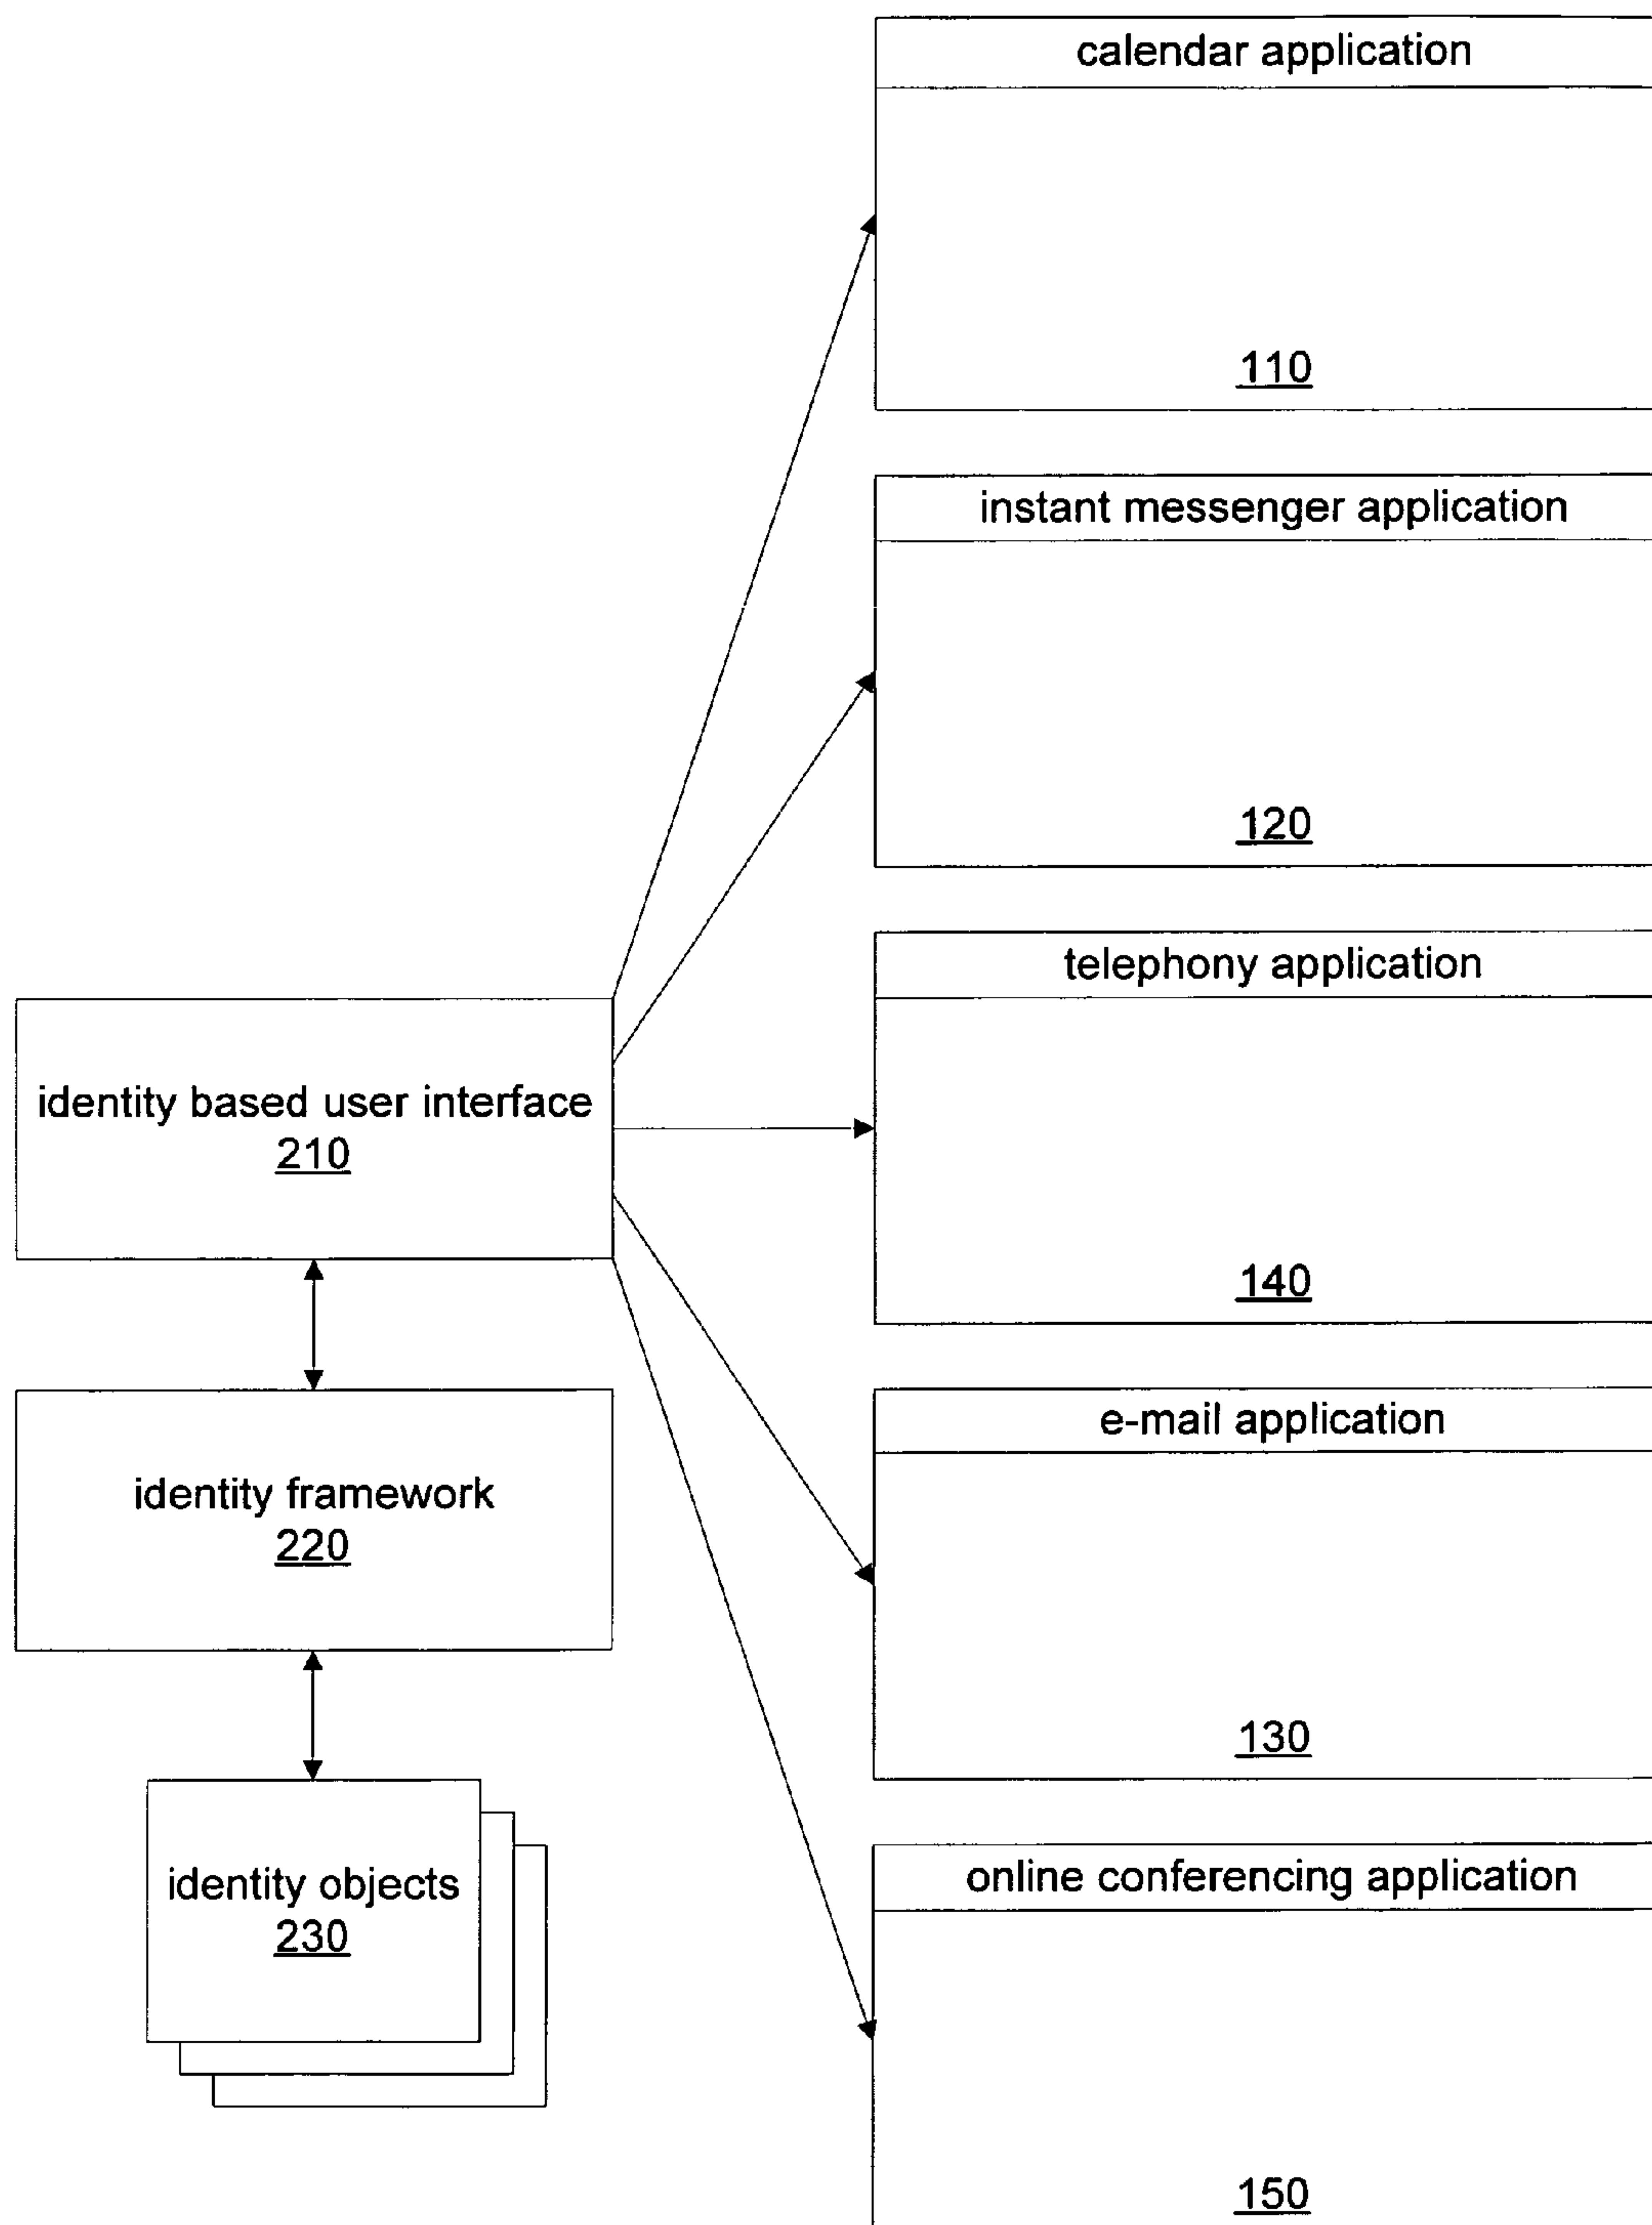 calendar application
110
instant messenger application
120
telephony application
140
identity based user interface
210
identity framework
220
e-mail application
130
identity objects
230
online conferencing application
150